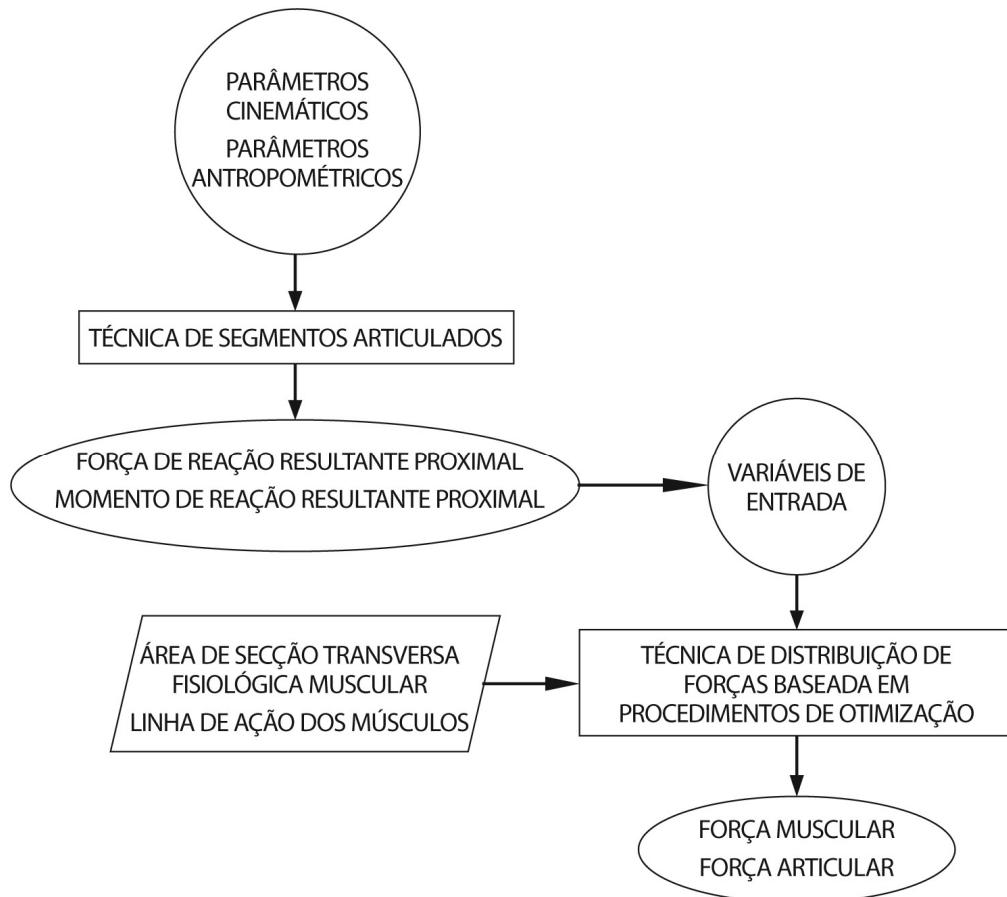 PARÂMETROS
CINEMÁTICOS
PARÂMETROS
ANTROPOMÉTRICOS
TÉCNICA DE SEGMENTOS ARTICULADOS
FORÇA DE REAÇÃO RESULTANTE PROXIMAL
MOMENTO DE REAÇÃO RESULTANTE PROXIMAL
VARIÁVEIS DE
ENTRADA
ÁREA DE SECÇÃO TRANSVERSA
FISIOLÓGICA MUSCULAR
LINHA DE AÇÃO DOS MÚSCULOS
TÉCNICA DE DISTRIBUIÇÃO DE
FORÇAS BASEADA EM
PROCEDIMENTOS DE OTIMIZAÇÃO
FORÇA MUSCULAR
FORÇA ARTICULAR